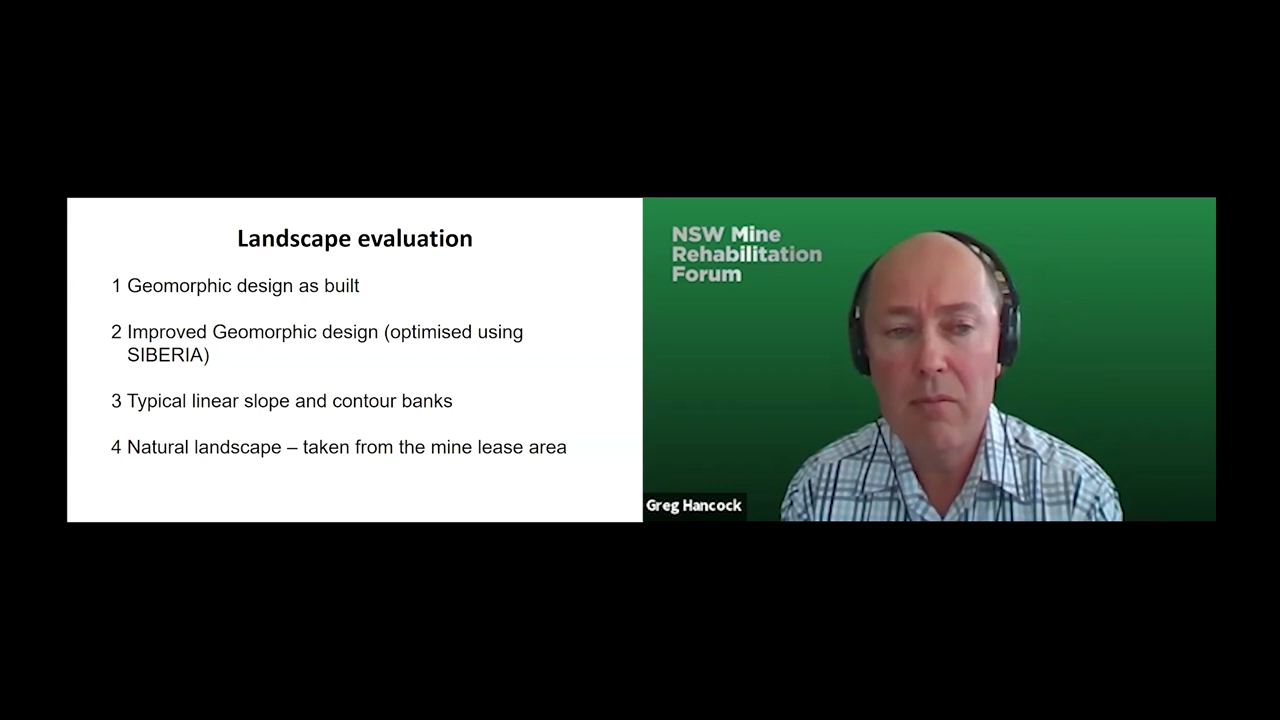 Landscape evaluation
1 Geomorphic design as built
2 Improved Geomorphic design (optimised using
SIBERIA)
3 Typical linear slope and contour banks
4 Natural landscape – taken from the mine lease area
NSW Mine
Rehabilitation
Forum
Greg Hancock